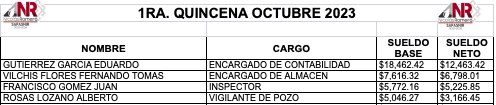 NR 1RA. QUINCENA OCTUBRE 2023 NR
NOMBRE CARGO SUELDO BASE SUELDO NETO
GUTIERREZ GARCIA EDUARDO ENCARGADO DE CONTABILIDAD $18,462.42 $12,463.42
VILCHIS FLORES FERNANDO TOMAS ENCARGADO DE ALMACEN $7,616.32 $6,798.01
FRANCISCO GOMEZ JUAN INSPECTOR $5,772.16 $5,225.85
ROSAS LOZANO ALBERTO VIGILANTE DE POZO $5,046.27 $3,166.45